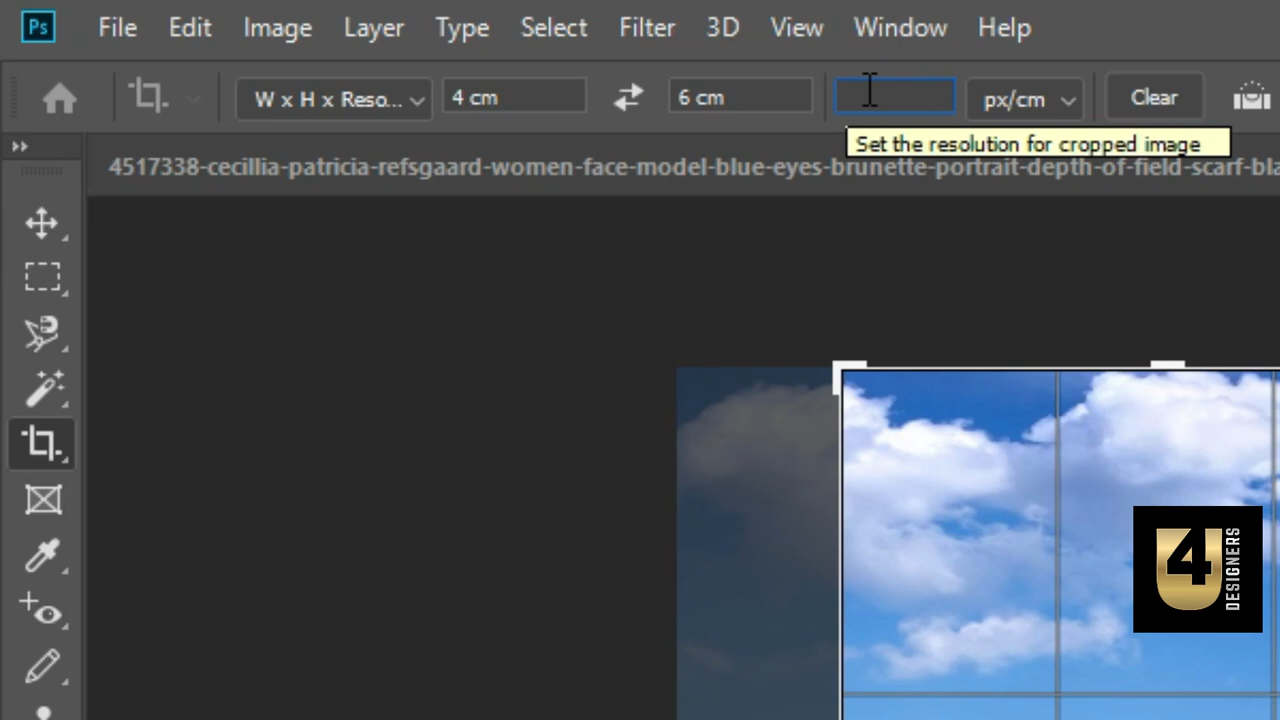 Ps File Edit Image Layer Type Select Filter 3D View Window Help
W x H x Reso... 4 cm 6 cm px/cm Clear
Set the resolution for cropped image
4517338-cecillia-patricia-refsgaard-women-face-model-blue-eyes-brunette-portrait-depth-of-field-scarf-bla
U4 DESIGNERS